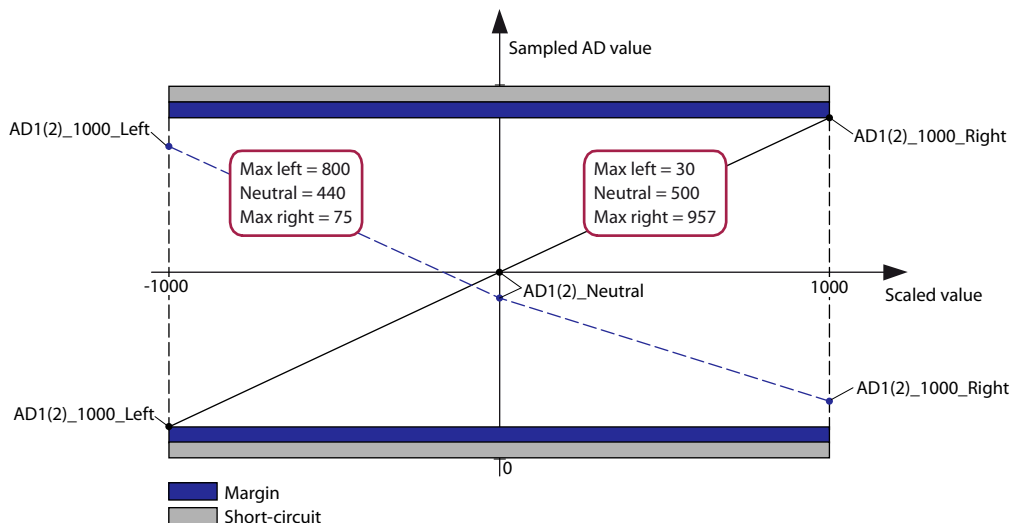 Sampled AD value
AD1(2)_1000_Left
AD1(2)_1000_Right
Max left = 800
Neutral = 440
Max right = 75
Max left = 30
Neutral = 500
Max right = 957
-1000
AD1(2)_Neutral
1000
Scaled value
AD1(2)_1000_Right
AD1(2)_1000_Left
0
Margin
Short-circuit